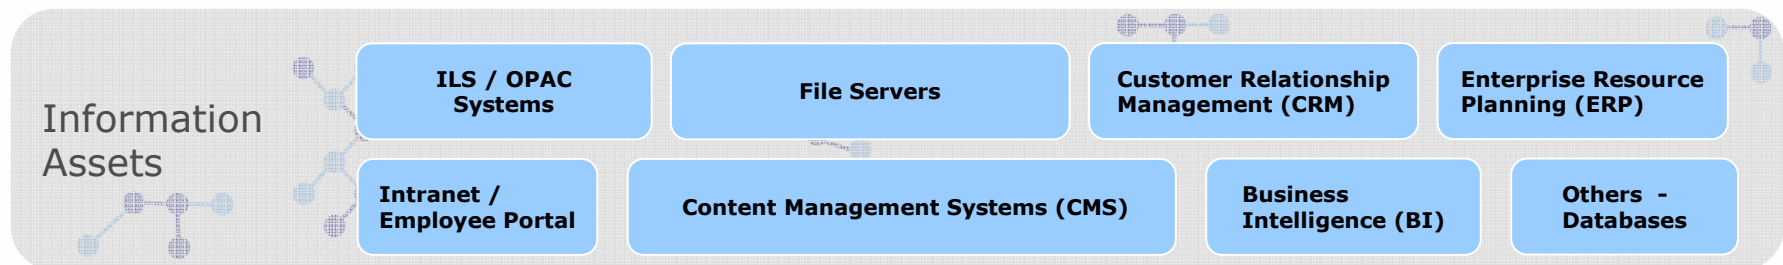 Information
Assets
ILS / OPAC
Systems
File Servers
Customer Relationship
Management (CRM)
Enterprise Resource
Planning (ERP)
Intranet /
Employee Portal
Content Management Systems (CMS)
Business
Intelligence (BI)
Others -
Databases